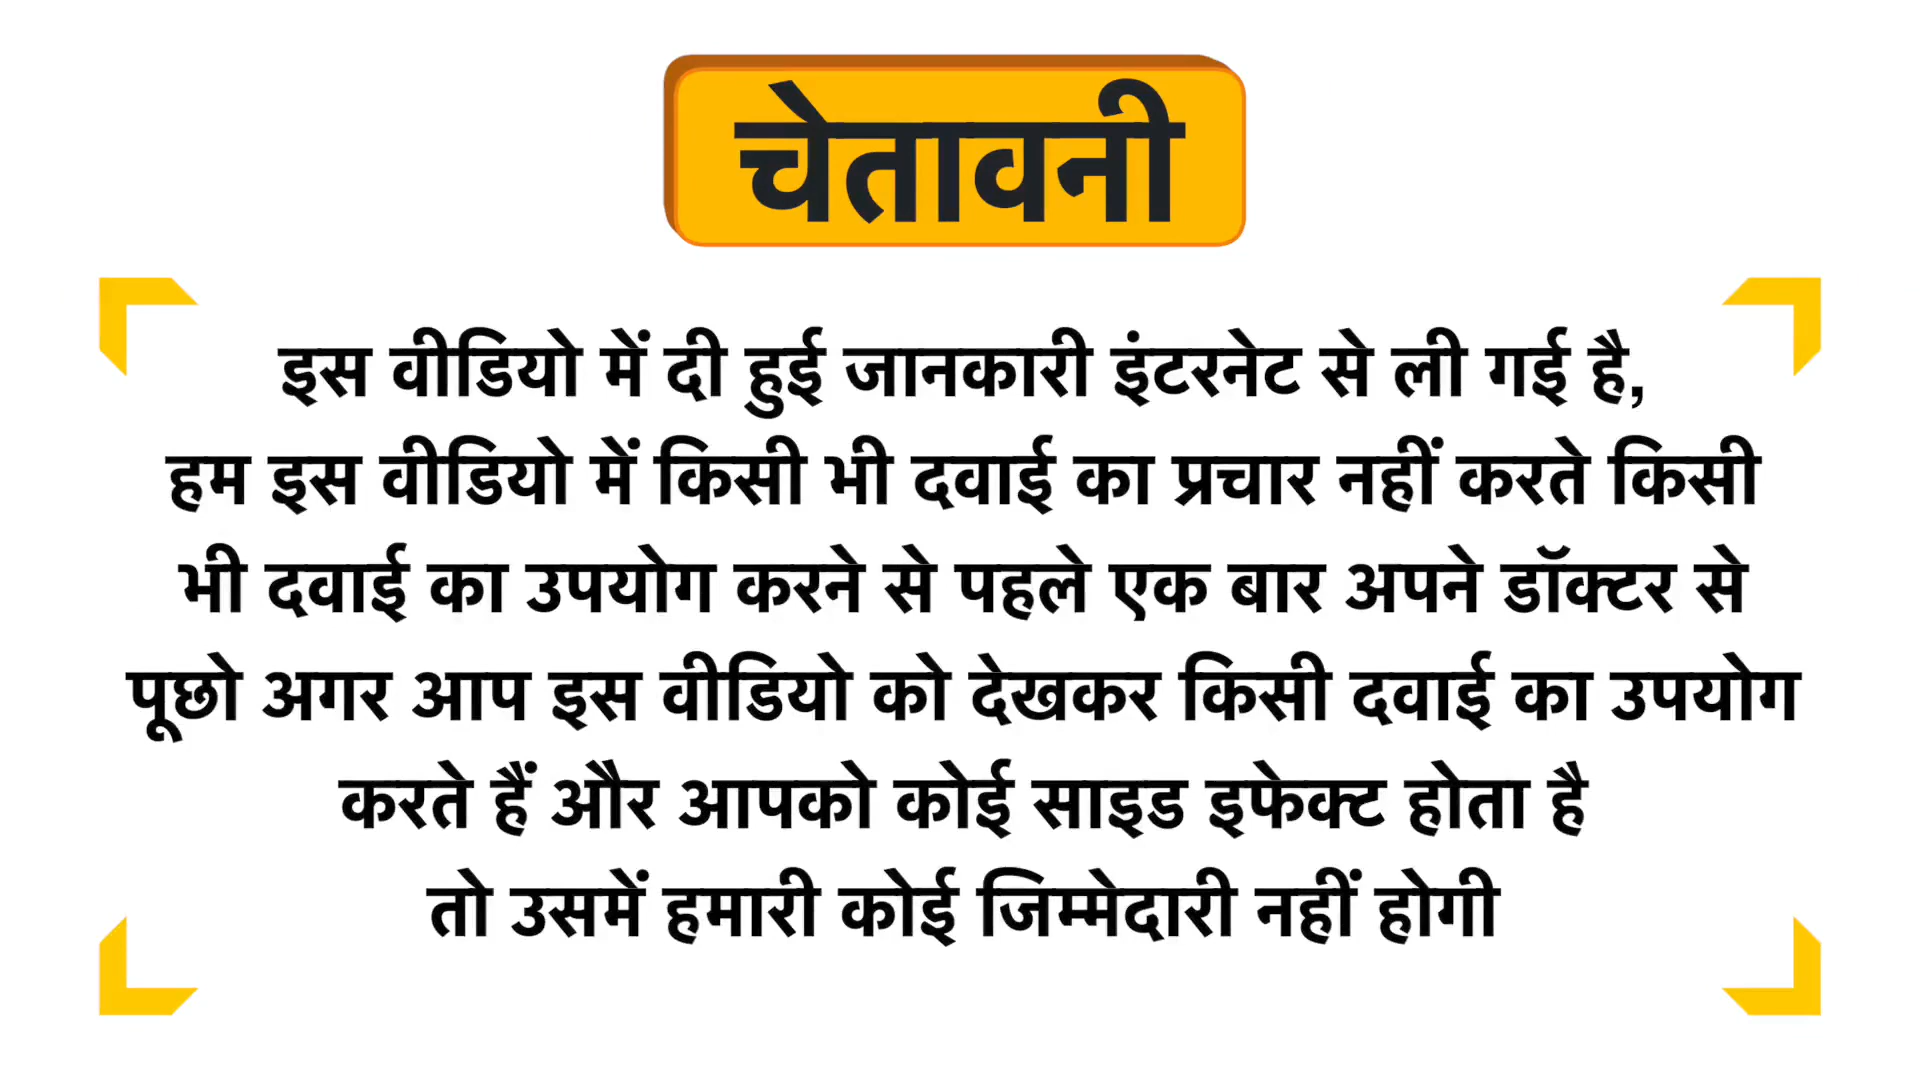 चेतावनी
इस वीडियो में दी हुई जानकारी इंटरनेट से ली गई है,
हम इस वीडियो में किसी भी दवाई का प्रचार नहीं करते किसी
भी दवाई का उपयोग करने से पहले एक बार अपने डॉक्टर से
पूछो अगर आप इस वीडियो को देखकर किसी दवाई का उपयोग
करते हैं और आपको कोई साइड इफेक्ट होता है
तो उसमें हमारी कोई जिम्मेदारी नहीं होगी